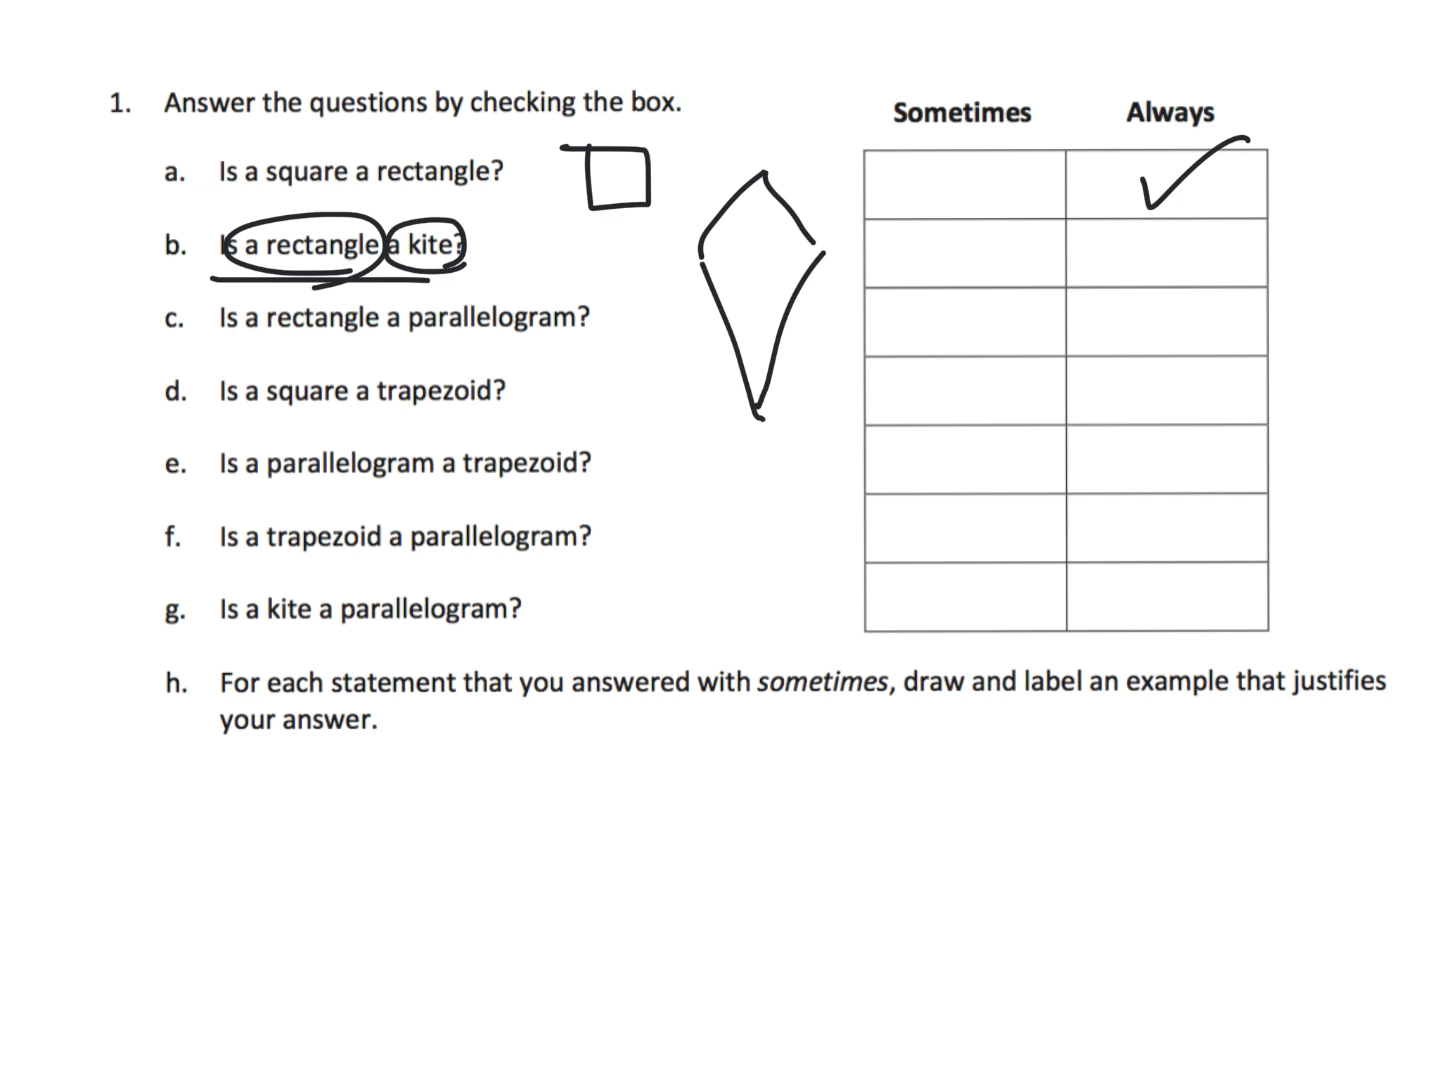 1. Answer the questions by checking the box.
Sometimes Always
a. Is a square a rectangle?
b. Is a rectangle a kite?
c. Is a rectangle a parallelogram?
d. Is a square a trapezoid?
e. Is a parallelogram a trapezoid?
f. Is a trapezoid a parallelogram?
g. Is a kite a parallelogram?
h. For each statement that you answered with sometimes, draw and label an example that justifies
your answer.